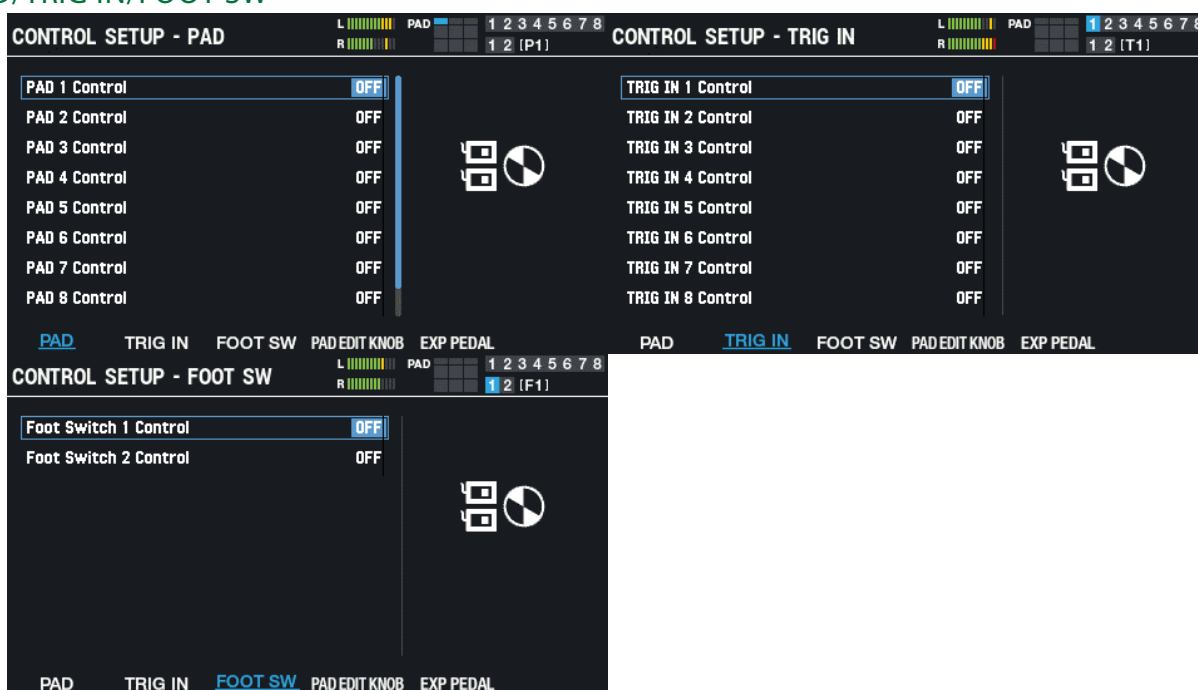 TRIG IN/FOOT SW
CONTROL SETUP - PAD
L PAD 1 2 3 4 5 6 7 8
R 1 2 [P1]
PAD 1 Control OFF
PAD 2 Control OFF
PAD 3 Control OFF
PAD 4 Control OFF
PAD 5 Control OFF
PAD 6 Control OFF
PAD 7 Control OFF
PAD 8 Control OFF
PAD TRIG IN FOOT SW PAD EDIT KNOB EXP PEDAL
CONTROL SETUP - TRIG IN
L PAD 1 2 3 4 5 6 7 8
R 1 2 [T1]
TRIG IN 1 Control OFF
TRIG IN 2 Control OFF
TRIG IN 3 Control OFF
TRIG IN 4 Control OFF
TRIG IN 5 Control OFF
TRIG IN 6 Control OFF
TRIG IN 7 Control OFF
TRIG IN 8 Control OFF
PAD TRIG IN FOOT SW PAD EDIT KNOB EXP PEDAL
CONTROL SETUP - FOOT SW
L PAD 1 2 3 4 5 6 7 8
R 1 2 [F1]
Foot Switch 1 Control OFF
Foot Switch 2 Control OFF
PAD TRIG IN FOOT SW PAD EDIT KNOB EXP PEDAL